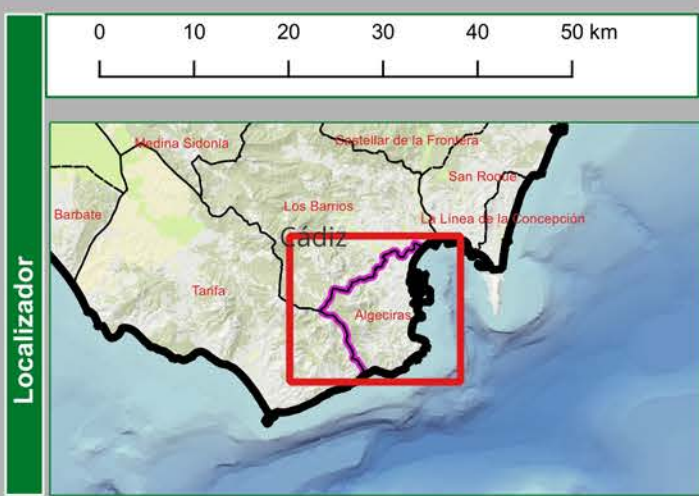 0 10 20 30 40 50 km
Localizador
Medina Sidonia
Castellar de la Frontera
San Roque
Barbate
Los Barrios
La Línea de la Concepción
Cádiz
Tarifa
Algeciras